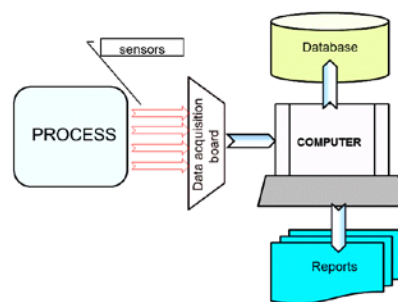 sensors
Database
PROCESS
Data acquisition
board
COMPUTER
Reports